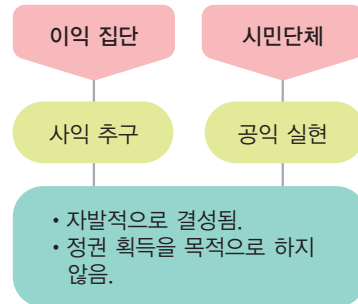 이익 집단
시민단체
사익 추구
공익 실현
• 자발적으로 결성됨.
• 정권 획득을 목적으로 하지
않음.